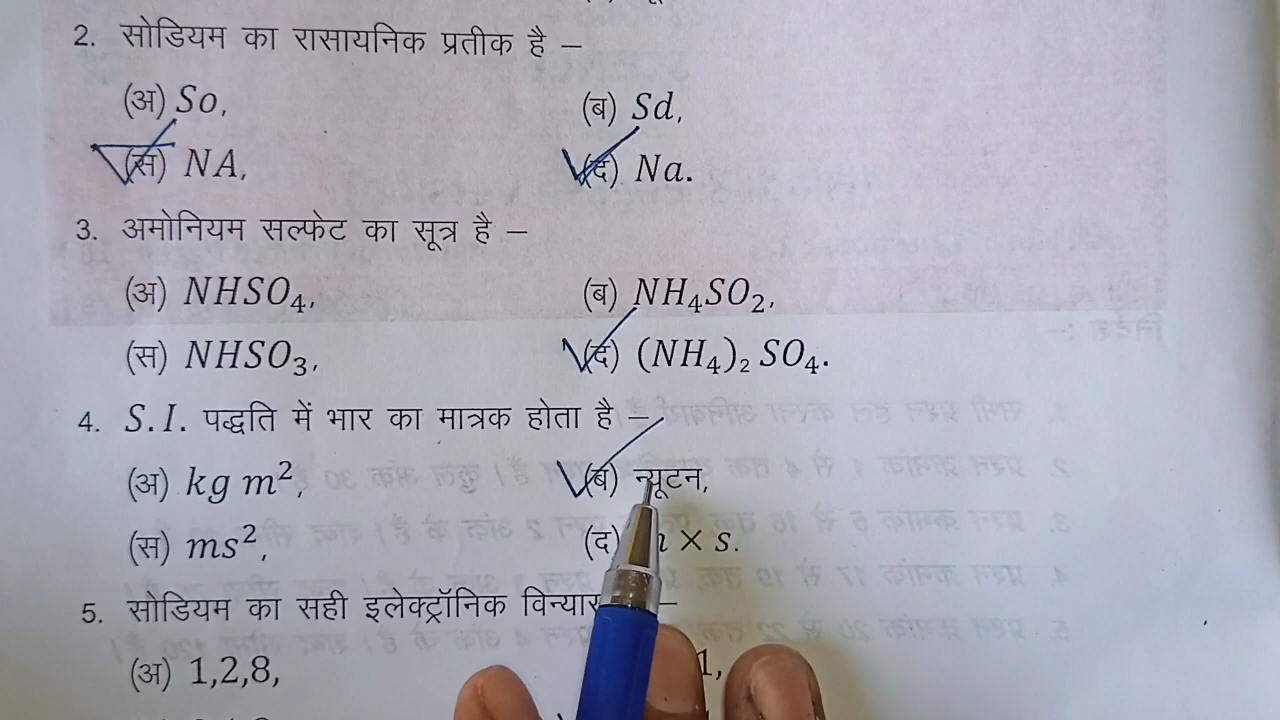 2. सोडियम का रासायनिक प्रतीक है –
(अ) So, (ब) Sd,
(स) NA, (द) Na.
3. अमोनियम सल्फेट का सूत्र है –
(अ) NHSO₄, (ब) NH₄SO₂,
(स) NHSO₃, (द) (NH₄)₂ SO₄.
4. S.I. पद्धति में भार का मात्रक होता है –
(अ) kg m², (ब) न्यूटन,
(स) ms², (द) × s.
5. सोडियम का सही इलेक्ट्रॉनिक विन्यास –
(अ) 1,2,8, 1,